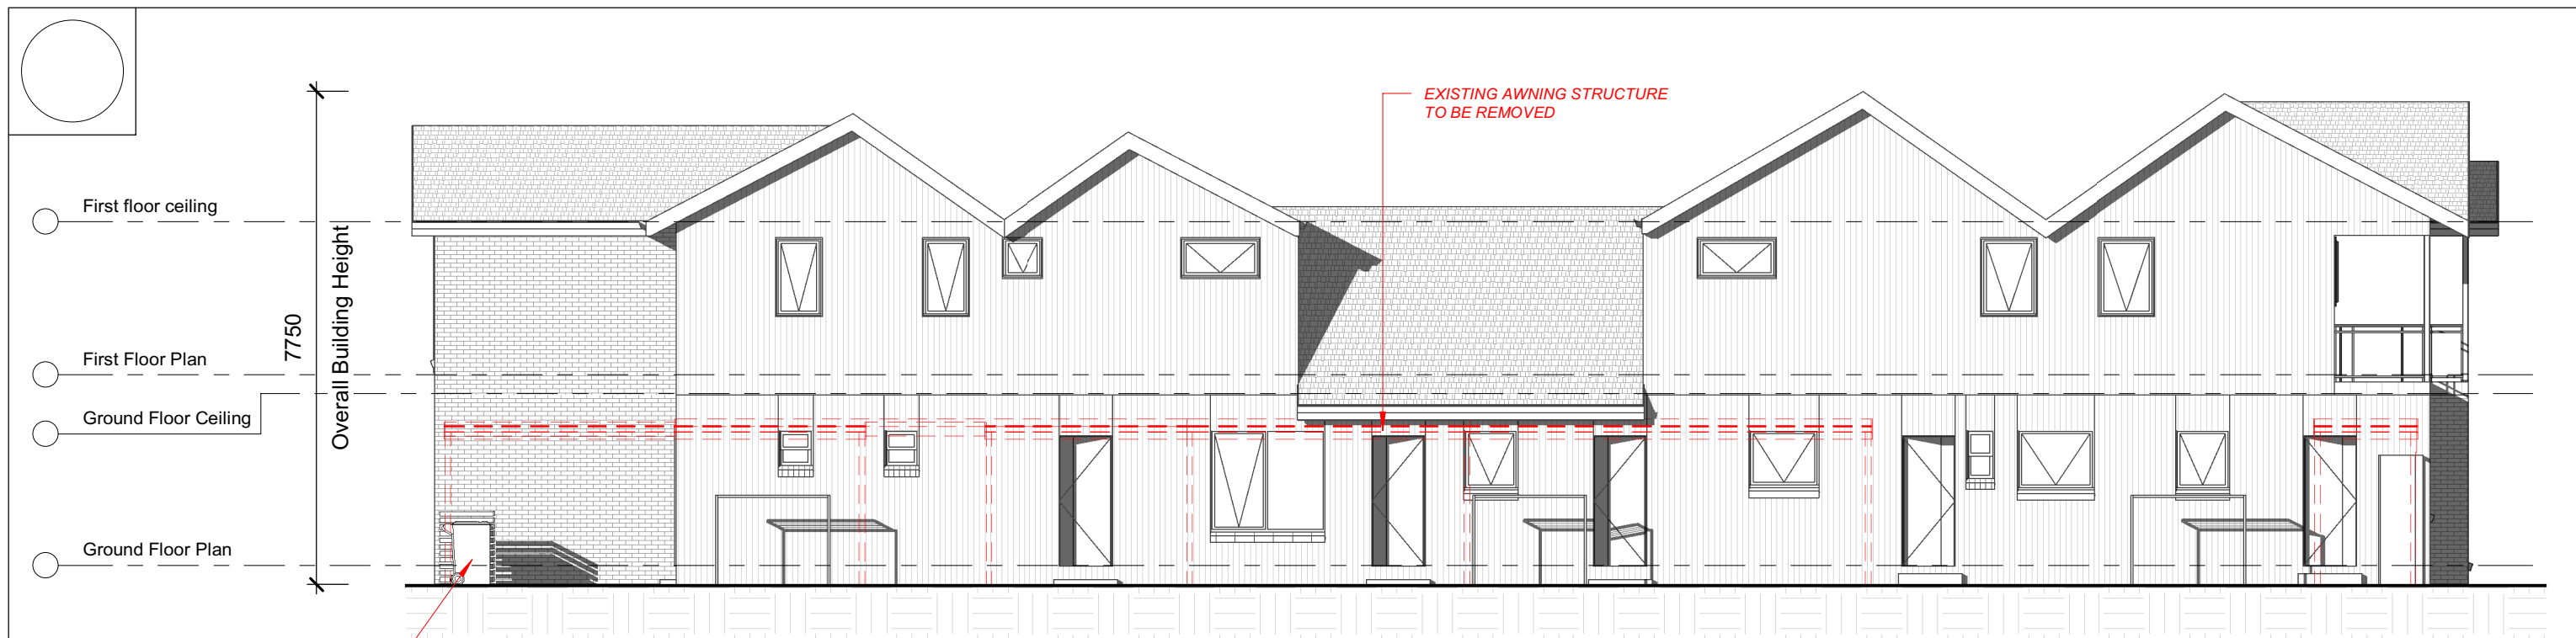 EXISTING AWNING STRUCTURE
TO BE REMOVED
First floor ceiling
First Floor Plan
Ground Floor Ceiling
Ground Floor Plan
7750
Overall Building Height